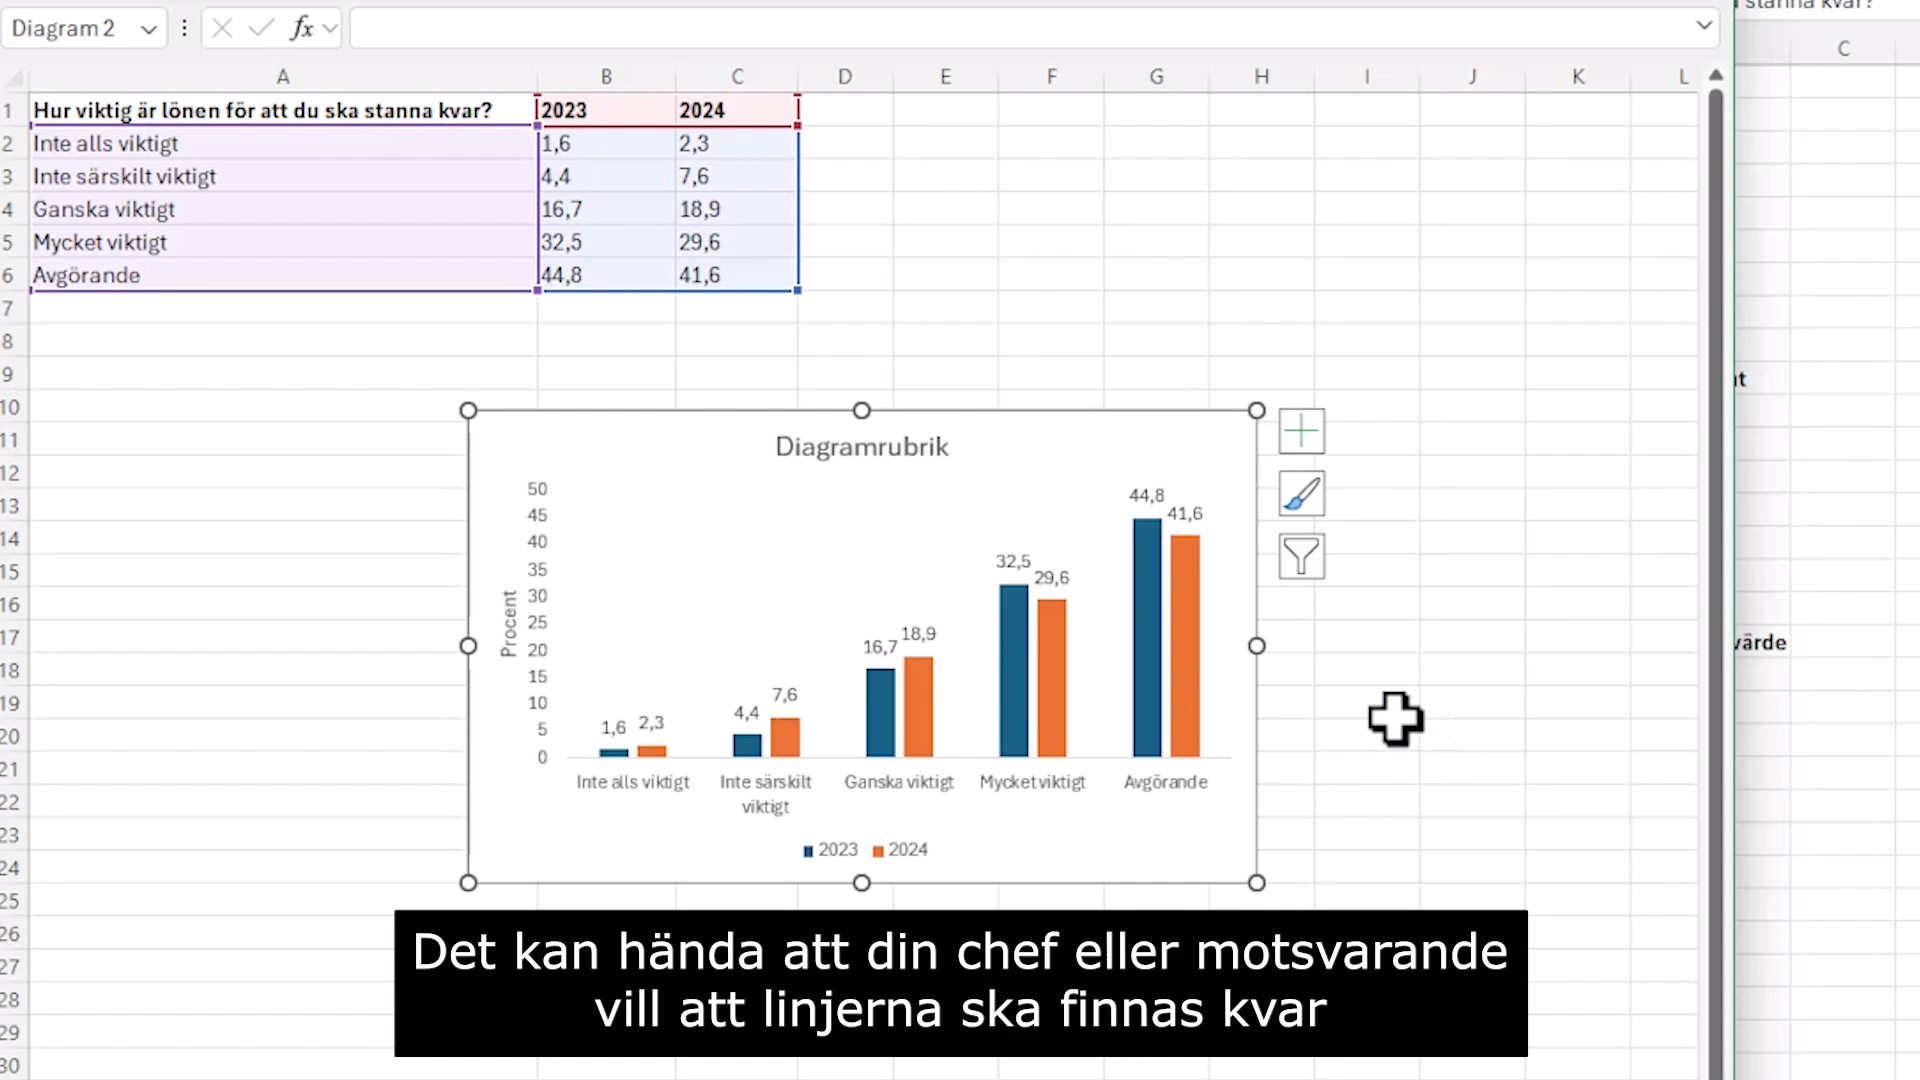 stanna kvar?
Diagram 2
fx
A B C D E F G H I J K L C
1 Hur viktig är lönen för att du ska stanna kvar? 2023 2024
2 Inte alls viktigt 1,6 2,3
3 Inte särskilt viktigt 4,4 7,6
4 Ganska viktigt 16,7 18,9
5 Mycket viktigt 32,5 29,6
6 Avgörande 44,8 41,6
7
8
9
10
11
12
13
14
15
16
17
18
19
20
21
22
23
24
25
26
27
28
29
30
värde
Diagramrubrik
Procent
50
45
40
35
30
25
20
15
10
5
0
1,6 2,3
4,4 7,6
16,7 18,9
32,5 29,6
44,8 41,6
Inte alls viktigt
Inte särskilt
viktigt
Ganska viktigt
Mycket viktigt
Avgörande
2023 2024
Det kan hända att din chef eller motsvarande
vill att linjerna ska finnas kvar